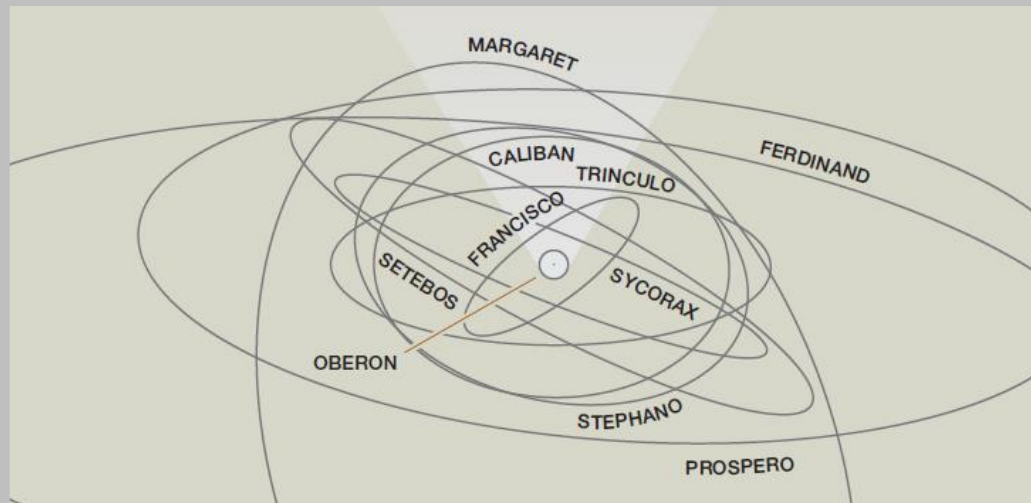 MARGARET
FERDINAND
CALIBAN
TRINCULO
FRANCISCO
SETEBOS
SYCORAX
OBERON
STEPHANO
PROSPERO